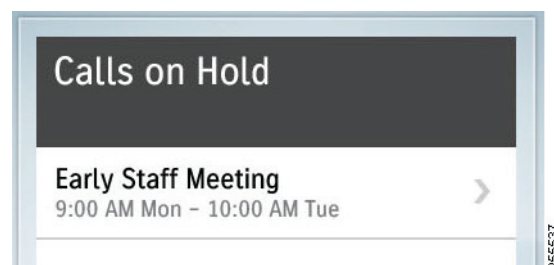 Calls on Hold
Early Staff Meeting
9:00 AM Mon – 10:00 AM Tue